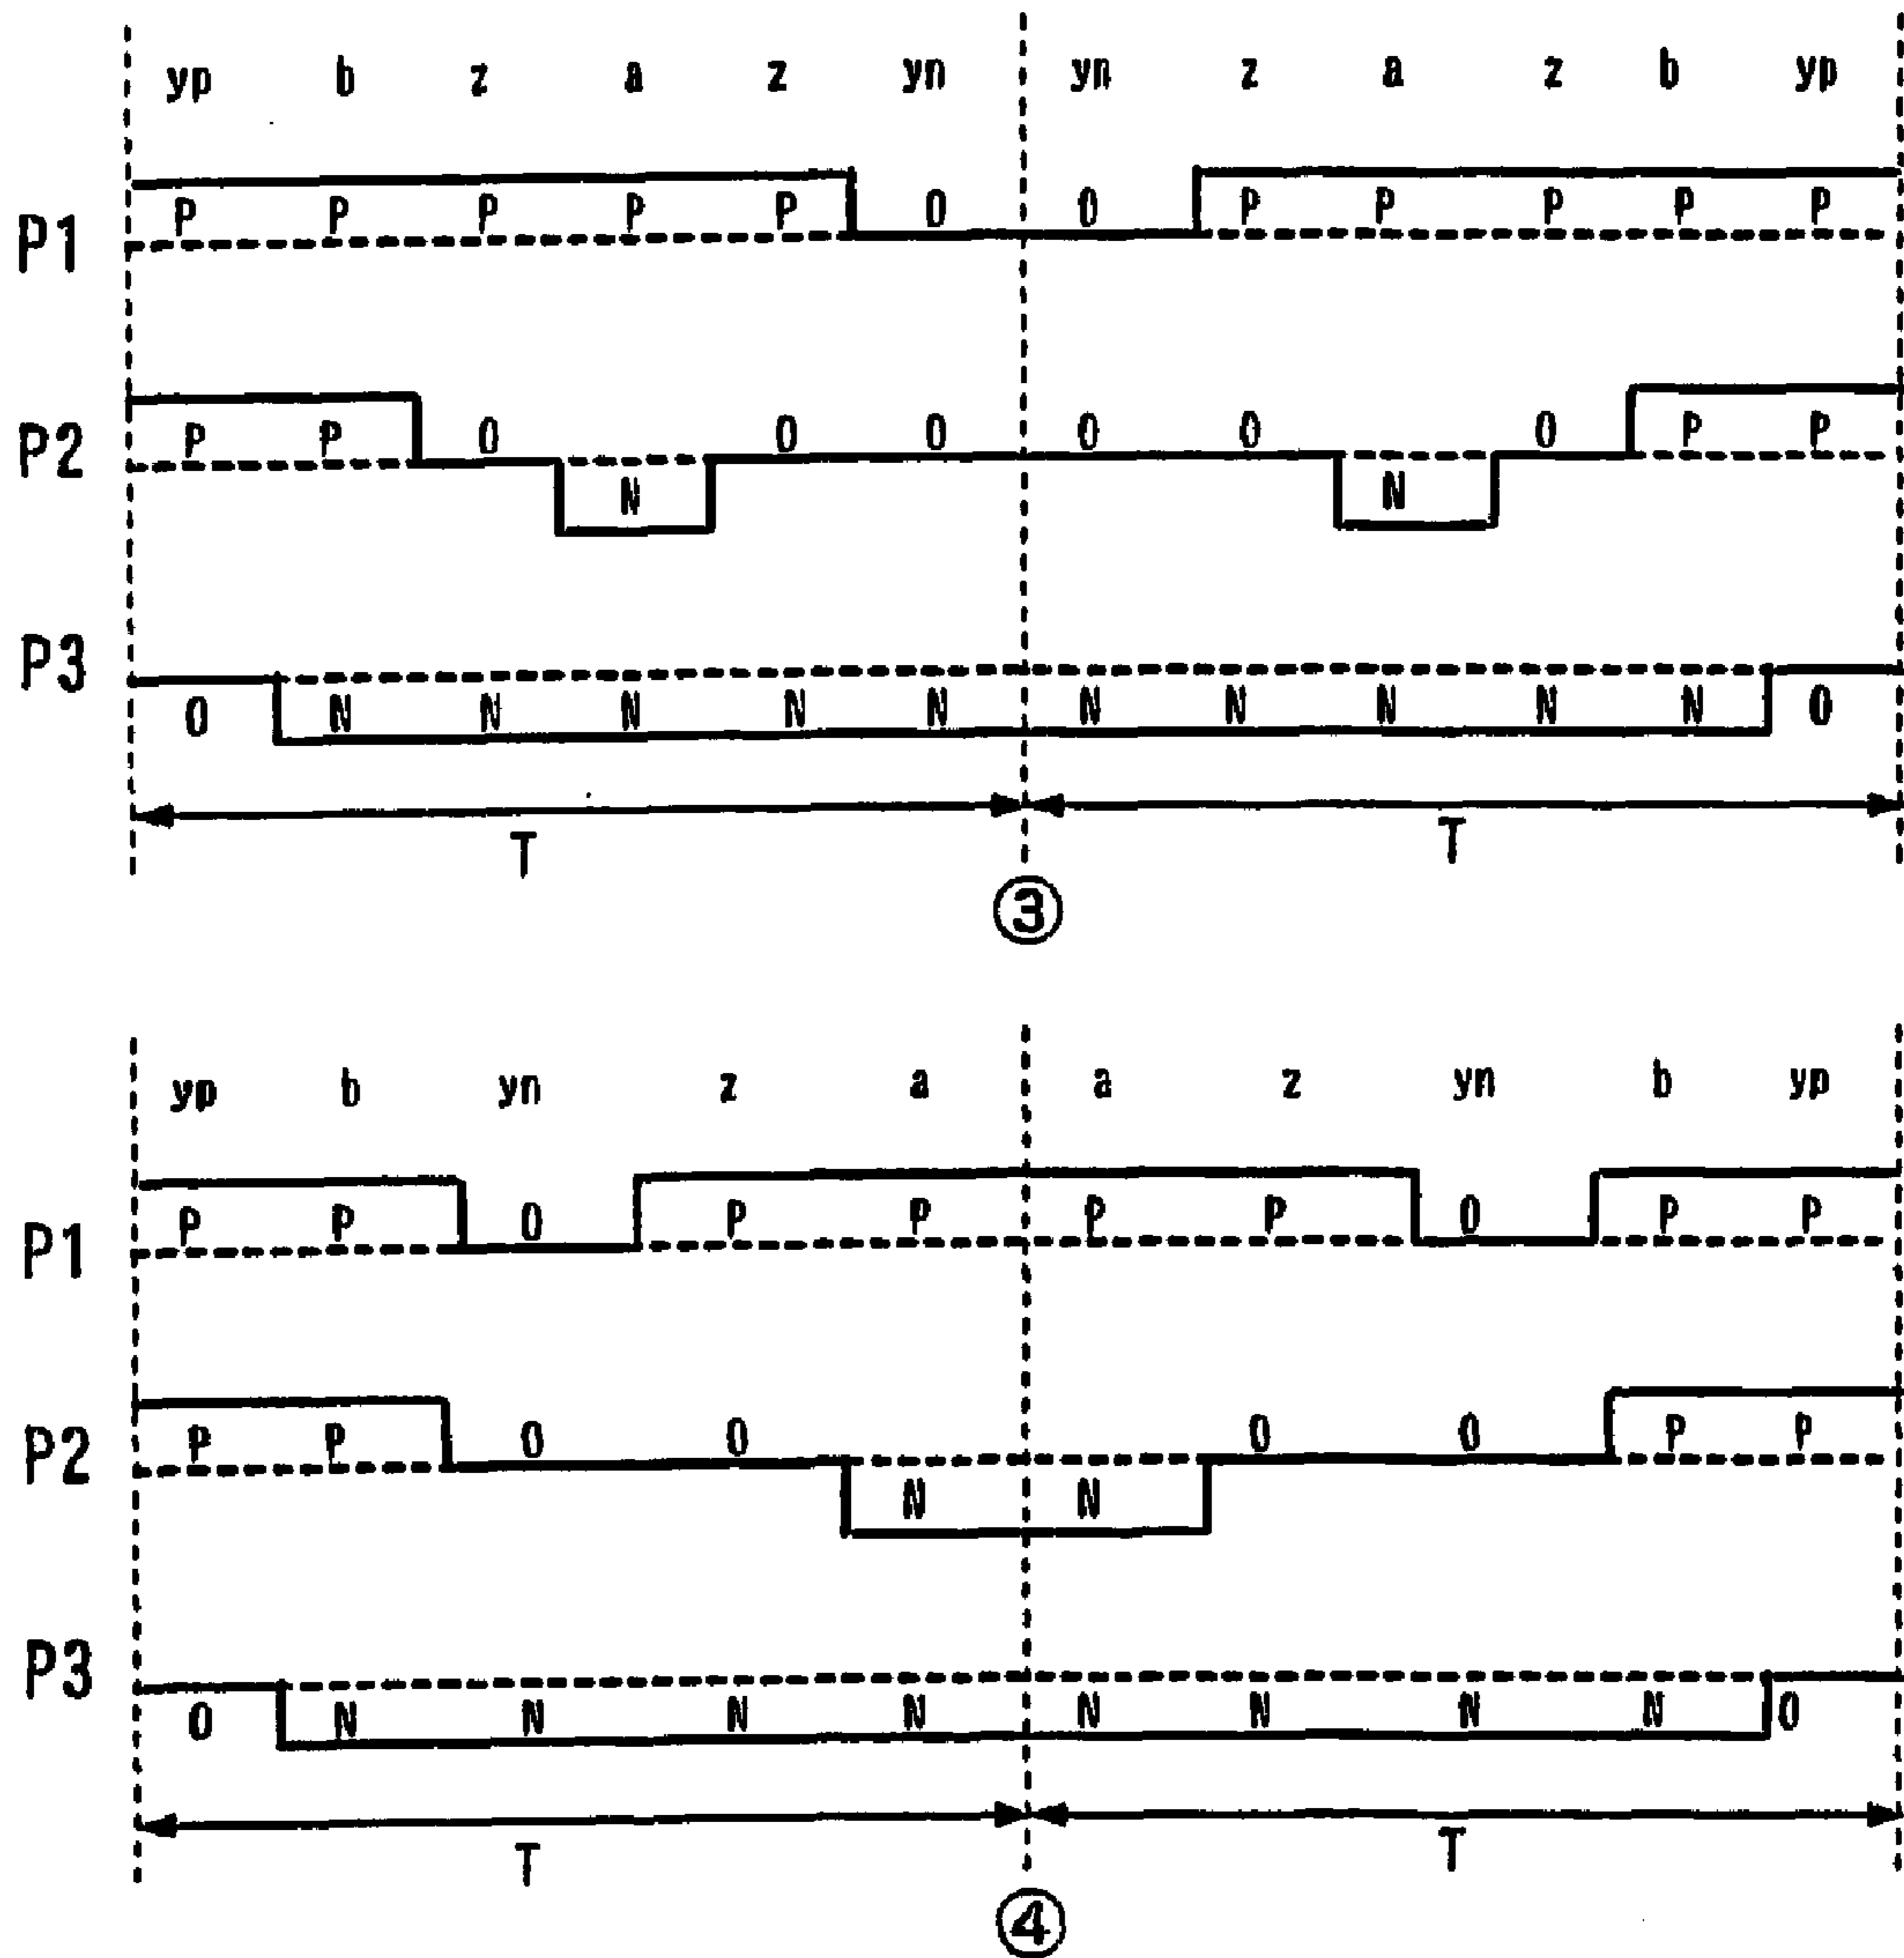 yp b z a z yn yn z a z b yp
P1 P P P P P 0 0 P P P P P
P2 P P 0 N 0 0 0 0 N 0 P P
P3 0 N N N N N N N N N N 0
T T
③
yp b yn z a a z yn b yp
P1 P P 0 P P P P 0 P P
P2 P P 0 0 N N 0 0 P P
P3 0 N N N N N N N N 0
T T
④